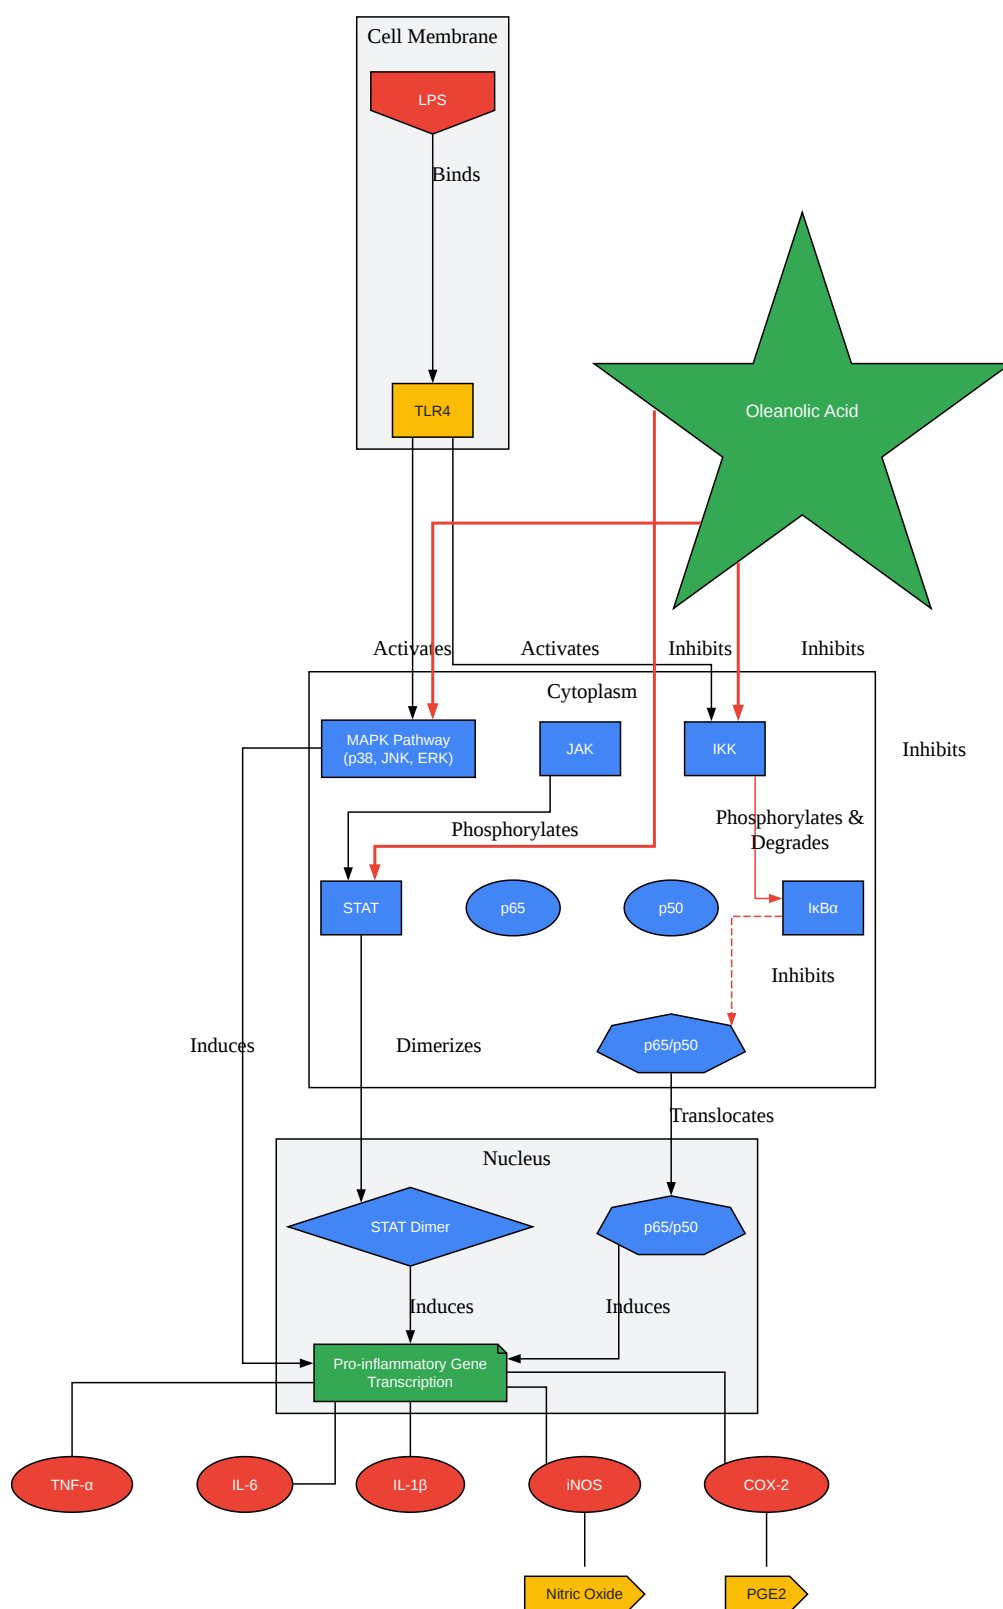 Cell Membrane
LPS
Binds
TLR4
Oleanolic Acid
Activates
Activates
Inhibits
Inhibits
Cytoplasm
MAPK Pathway
(p38, JNK, ERK)
JAK
IKK
Inhibits
Phosphorylates
Phosphorylates &
Degrades
STAT
p65
p50
IκBα
Inhibits
Induces
Dimerizes
p65/p50
Translocates
Nucleus
STAT Dimer
p65/p50
Induces
Induces
Pro-inflammatory Gene
Transcription
TNF-α
IL-6
IL-1β
iNOS
COX-2
Nitric Oxide
PGE2